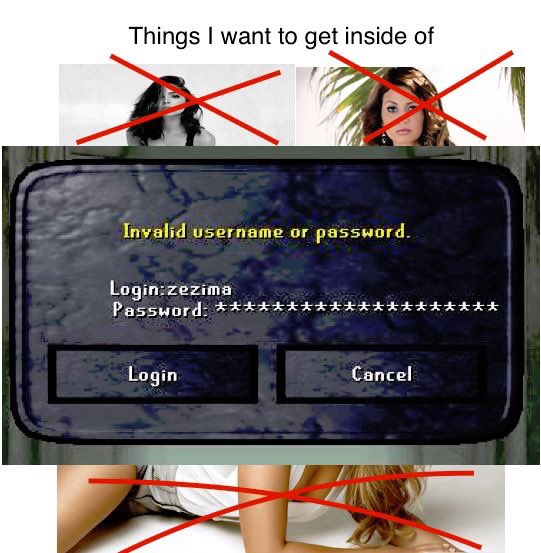 Things I want to get inside of
Invalid username or password.
Login:zezima
Password: ********************
Login
Cancel